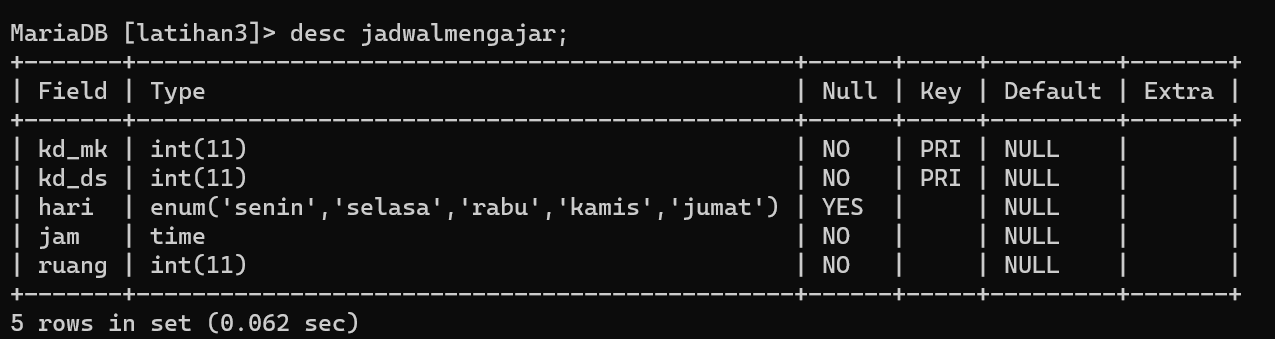 MariaDB [latihan3]> desc jadwalmengajar;
+-------+------------------------------------------------+------+-----+---------+-------+
| Field | Type                                           | Null | Key | Default | Extra |
+-------+------------------------------------------------+------+-----+---------+-------+
| kd_mk | int(11)                                        | NO   | PRI | NULL    |       |
| kd_ds | int(11)                                        | NO   | PRI | NULL    |       |
| hari  | enum('senin','selasa','rabu','kamis','jumat') | YES  |     | NULL    |       |
| jam   | time                                           | NO   |     | NULL    |       |
| ruang | int(11)                                        | NO   |     | NULL    |       |
+-------+------------------------------------------------+------+-----+---------+-------+
5 rows in set (0.062 sec)